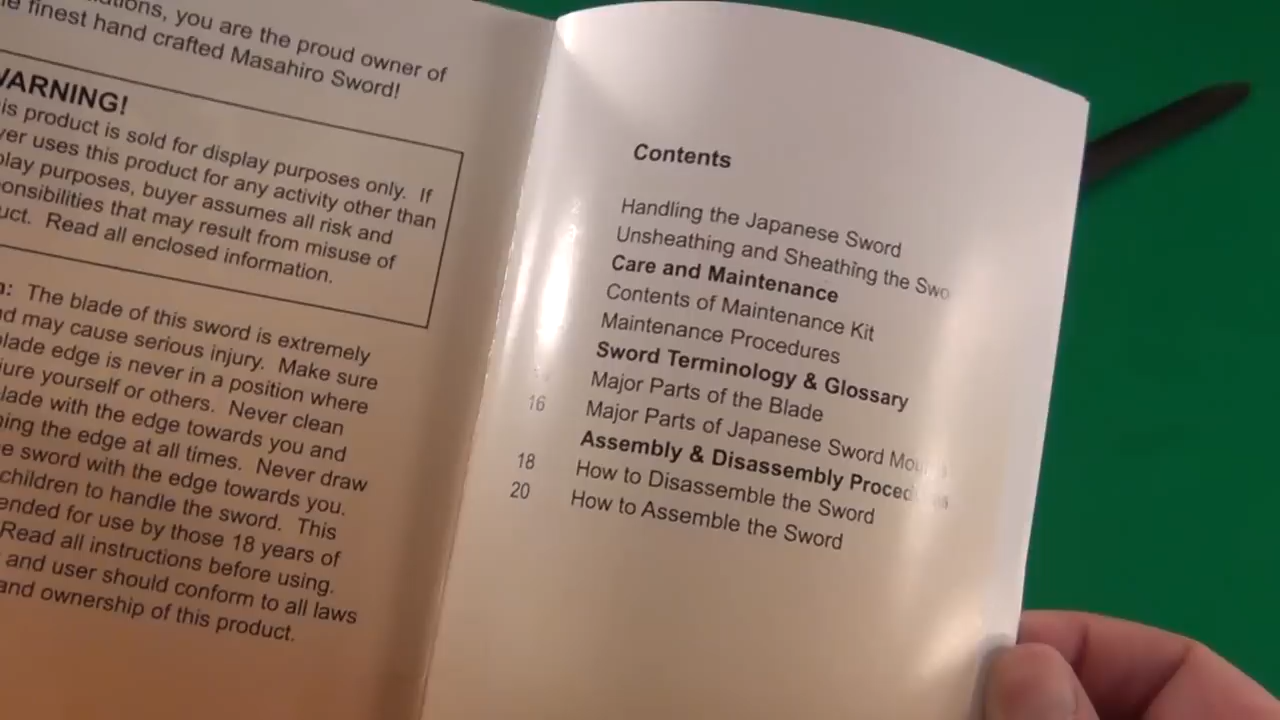 you are the proud owner of
finest hand crafted Masahiro Sword!
WARNING!
is product is sold for display purposes only. If
yer uses this product for any activity other than
play purposes, buyer assumes all risk and
onsibilities that may result from misuse of
uct. Read all enclosed information.
n: The blade of this sword is extremely
nd may cause serious injury. Make sure
lade edge is never in a position where
jure yourself or others. Never clean
lade with the edge towards you and
ing the edge at all times. Never draw
e sword with the edge towards you.
children to handle the sword. This
ended for use by those 18 years of
Read all instructions before using.
and user should conform to all laws
and ownership of this product.
Contents
Handling the Japanese Sword
Unsheathing and Sheathing the Swo
Care and Maintenance
Contents of Maintenance Kit
Maintenance Procedures
Sword Terminology & Glossary
Major Parts of the Blade
16 Major Parts of Japanese Sword Mou
Assembly & Disassembly Proced
18 How to Disassemble the Sword
20 How to Assemble the Sword